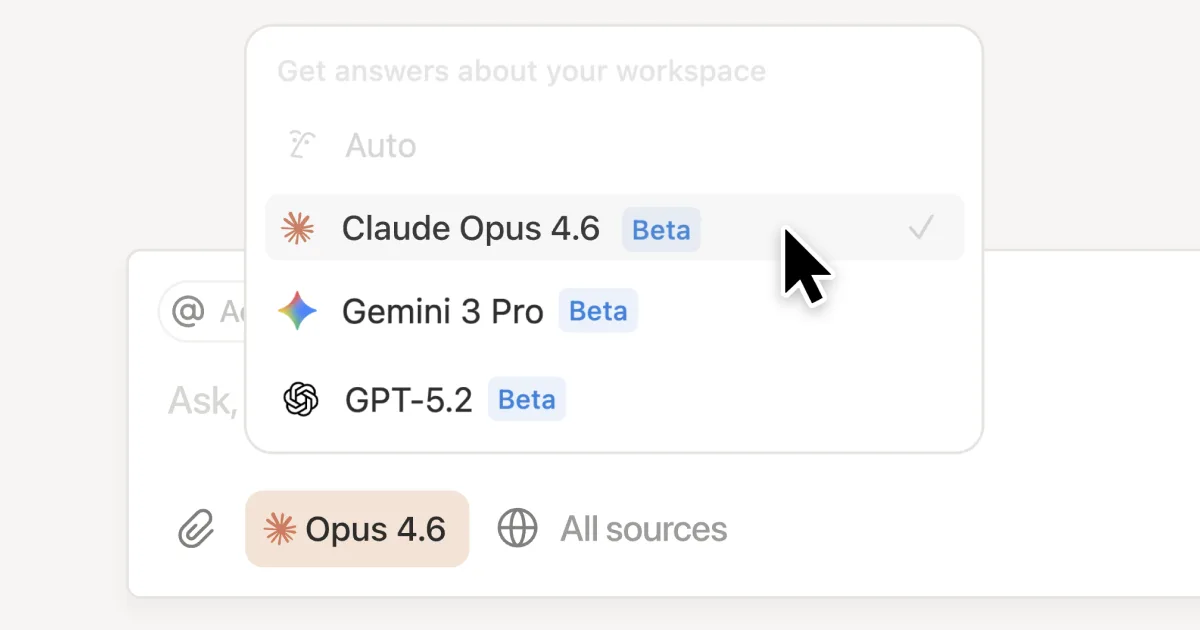 Get answers about your workspace
Auto
Claude Opus 4.6 Beta
Gemini 3 Pro Beta
@
GPT-5.2 Beta
Ask,
Opus 4.6 All sources